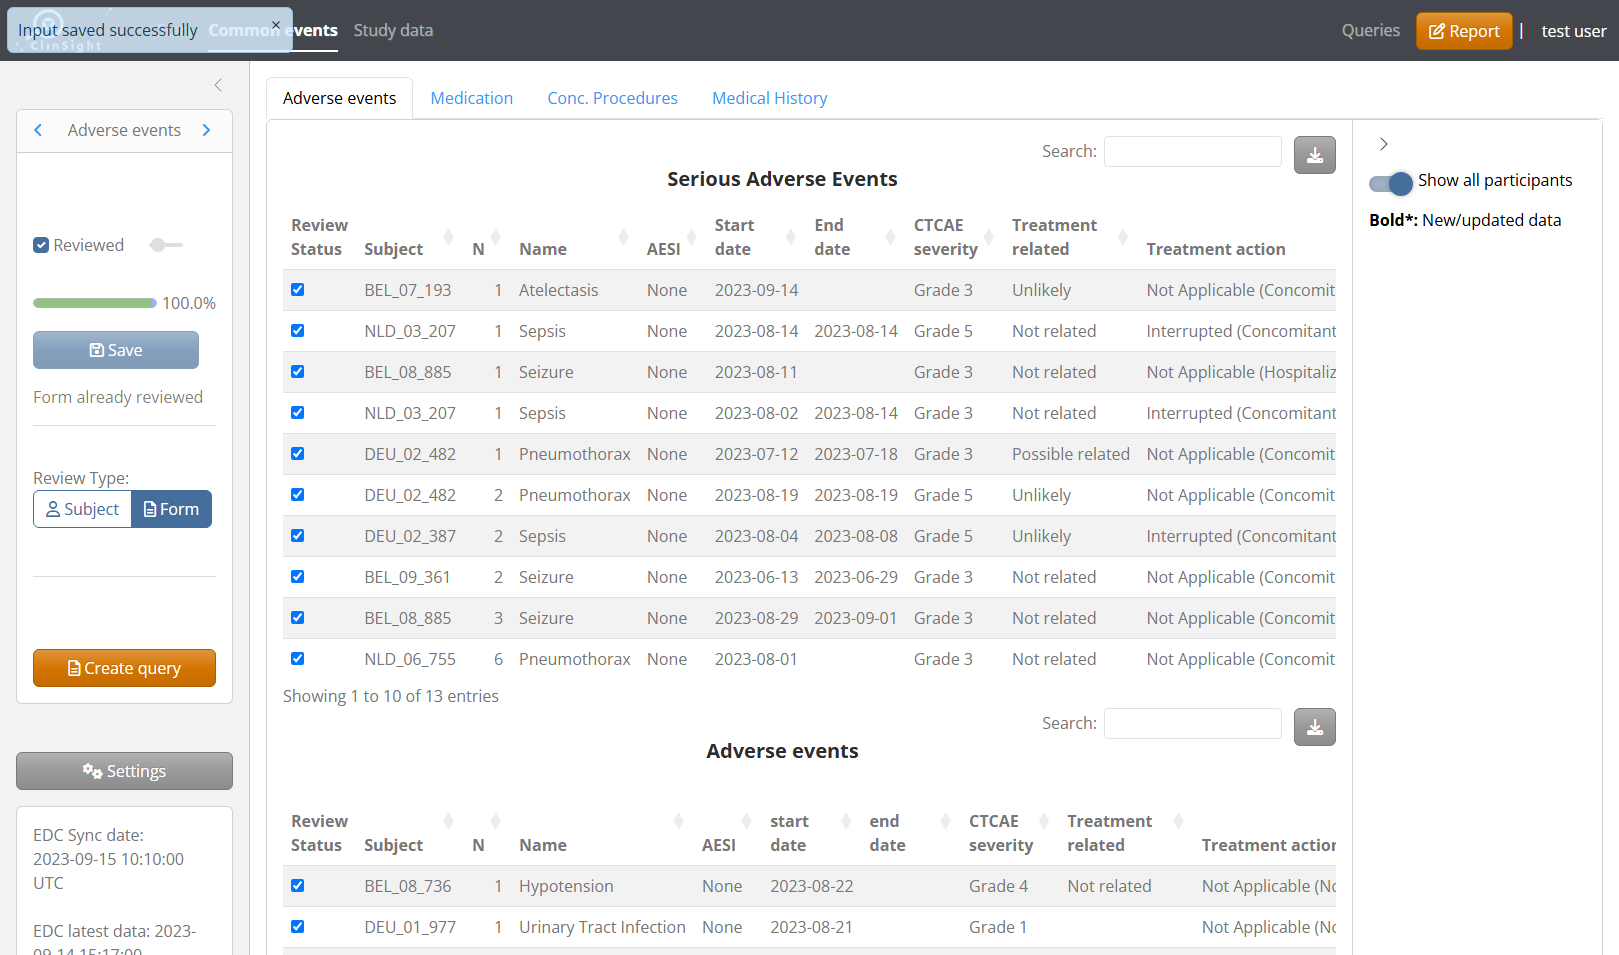 Input saved successfully
×
ClinSight
Common events
Study data
Queries
Report
|
test user
Adverse events
Reviewed
100.0%
Save
Form already reviewed
Review Type:
Subject
Form
Create query
Settings
EDC Sync date:
2023-09-15 10:10:00
UTC
EDC latest data: 2023-
09-14 15:17:00
Adverse events
Medication
Conc. Procedures
Medical History
Search:
Serious Adverse Events
Review Status Subject N Name AESI Start date End date CTCAE severity Treatment related Treatment action
BEL_07_193 1 Atelectasis None 2023-09-14 Grade 3 Unlikely Not Applicable (Concomit
NLD_03_207 1 Sepsis None 2023-08-14 2023-08-14 Grade 5 Not related Interrupted (Concomitant
BEL_08_885 1 Seizure None 2023-08-11 Grade 3 Not related Not Applicable (Hospitaliz
NLD_03_207 1 Sepsis None 2023-08-02 2023-08-14 Grade 3 Not related Interrupted (Concomitant
DEU_02_482 1 Pneumothorax None 2023-07-12 2023-07-18 Grade 3 Possible related Not Applicable (Concomit
DEU_02_482 2 Pneumothorax None 2023-08-19 2023-08-19 Grade 5 Unlikely Not Applicable (Concomit
DEU_02_387 2 Sepsis None 2023-08-04 2023-08-08 Grade 5 Unlikely Interrupted (Concomitant
BEL_09_361 2 Seizure None 2023-06-13 2023-06-29 Grade 3 Not related Not Applicable (Concomit
BEL_08_885 3 Seizure None 2023-08-29 2023-09-01 Grade 3 Not related Not Applicable (Concomit
NLD_06_755 6 Pneumothorax None 2023-08-01 Grade 3 Not related Not Applicable (Concomit
Showing 1 to 10 of 13 entries
Search:
Adverse events
Review Status Subject N Name AESI start date end date CTCAE severity Treatment related Treatment action
BEL_08_736 1 Hypotension None 2023-08-22 Grade 4 Not related Not Applicable (No
DEU_01_977 1 Urinary Tract Infection None 2023-08-21 Grade 1 Not Applicable (No
Show all participants
Bold*: New/updated data